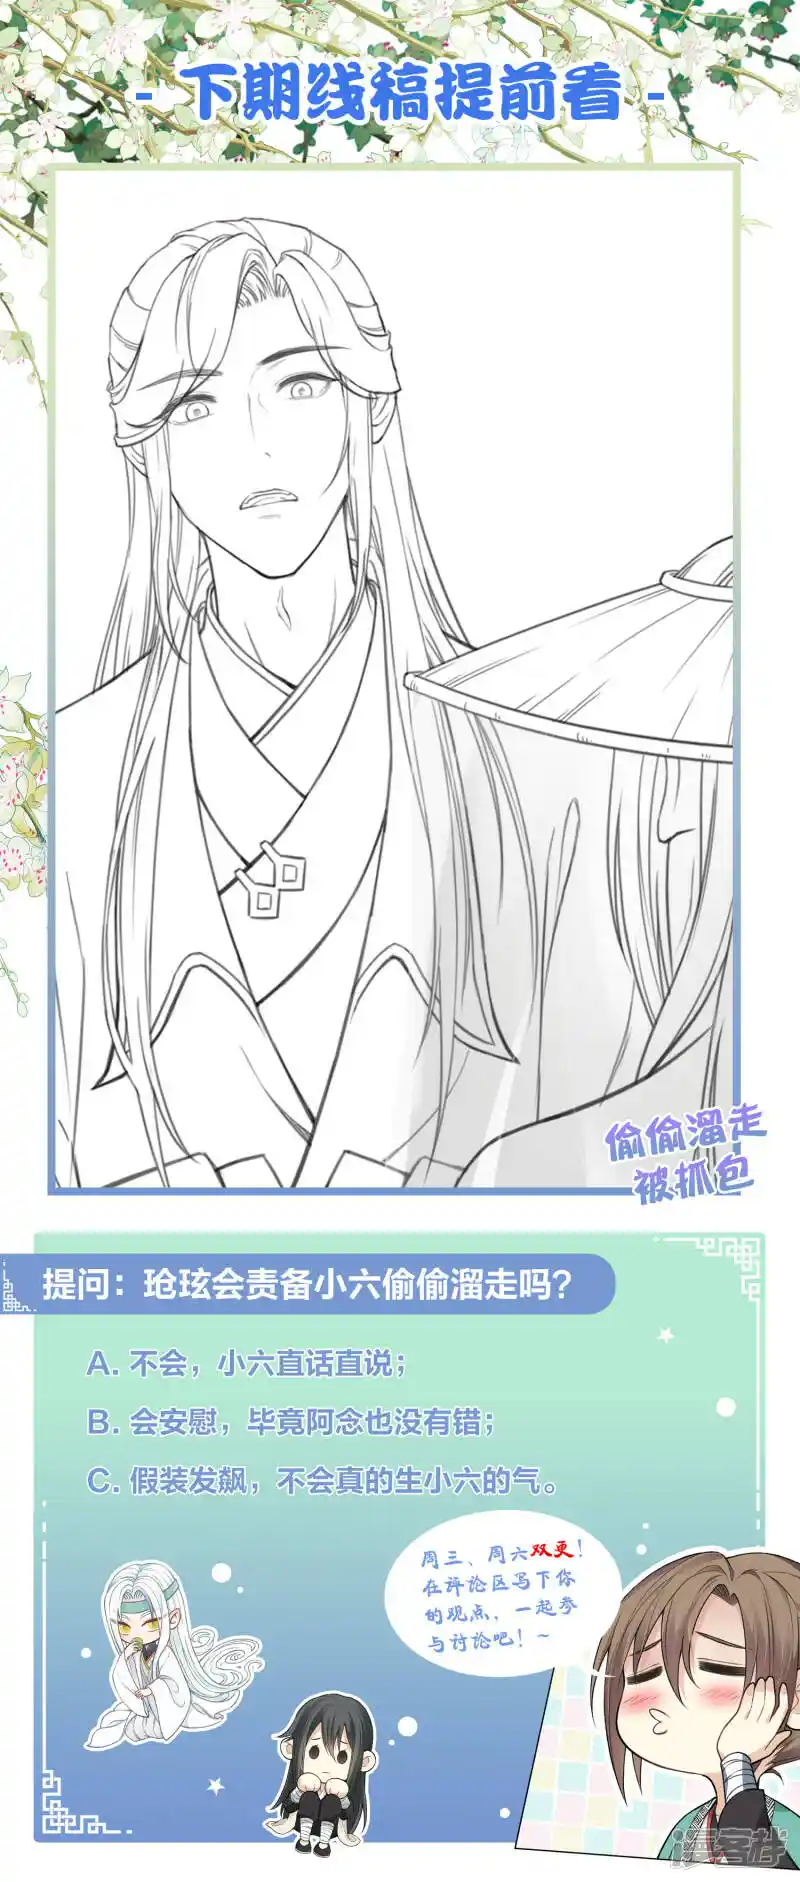 - 下期线稿提前看 -
偷偷溜走
被抓包
提问：玱玹会责备小六偷偷溜走吗？
A. 不会，小六直话直说；
B. 会安慰，毕竟阿念也没有错；
C. 假装发飙，不会真的生小六的气。
周三、周六双更！
在评论区写下你
的观点，一起参
与讨论吧！~
漫客栈